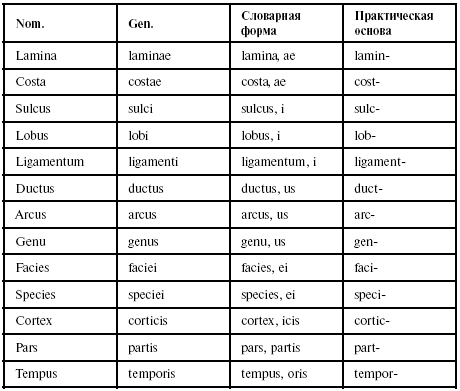 Nom. Gen. Словарная форма Практическая основа
Lamina laminae lamina, ae lamin-
Costa costae costa, ae cost-
Sulcus sulci sulcus, i sulc-
Lobus lobi lobus, i lob-
Ligamentum ligamenti ligamentum, i ligament-
Ductus ductus ductus, us duct-
Arcus arcus arcus, us arc-
Genu genus genu, us gen-
Facies faciei facies, ei faci-
Species speciei species, ei speci-
Cortex corticis cortex, icis cortic-
Pars partis pars, partis part-
Tempus temporis tempus, oris tempor-